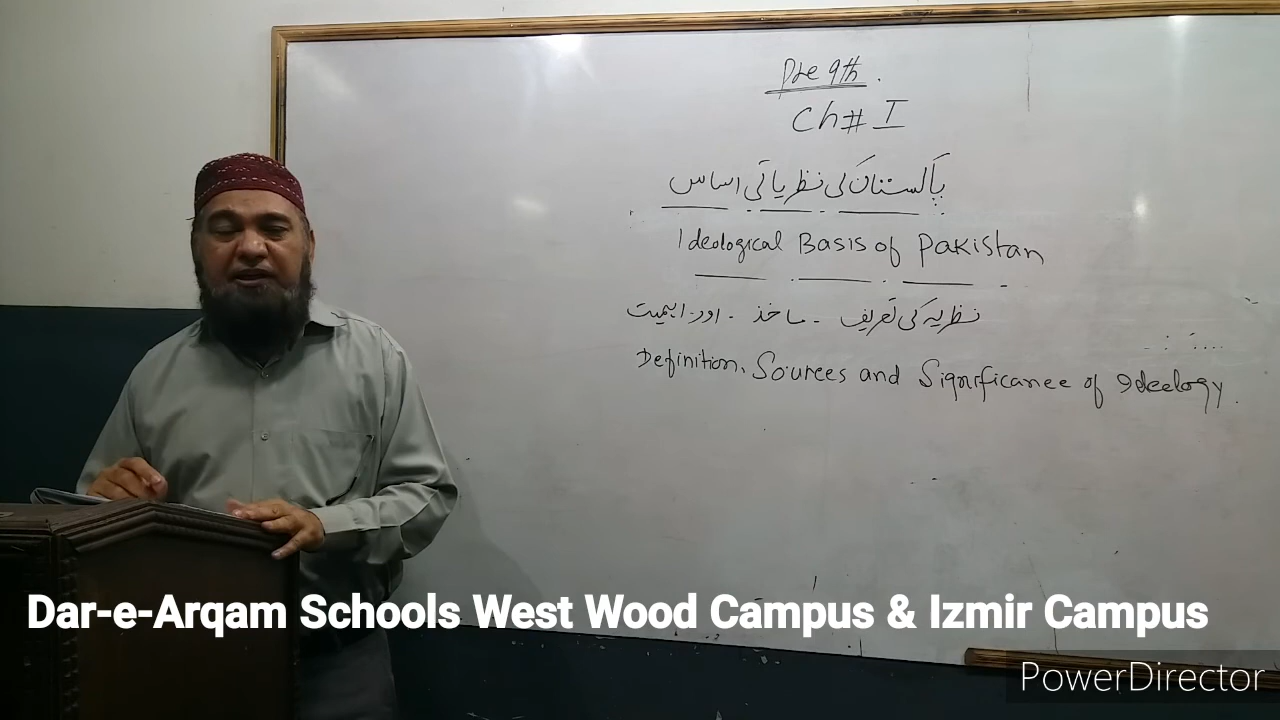 Pre 9th.
Ch# I
پاکستان کی نظریاتی اساس
Ideological Basis of Pakistan
نظریہ کی تعریف - ماخذ - اور اہمیت
Definition, Sources and Significance of Ideology.
Dar-e-Arqam Schools West Wood Campus & Izmir Campus
PowerDirector